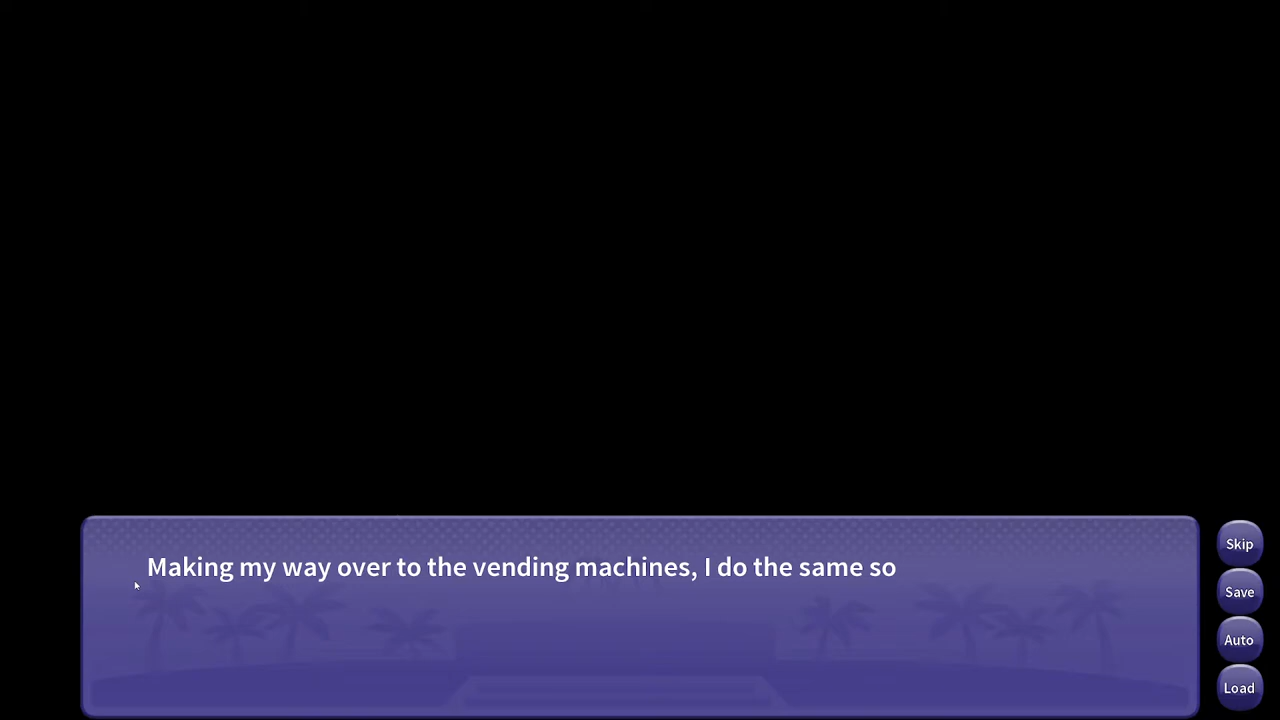 Making my way over to the vending machines, I do the same so
Skip
Save
Auto
Load